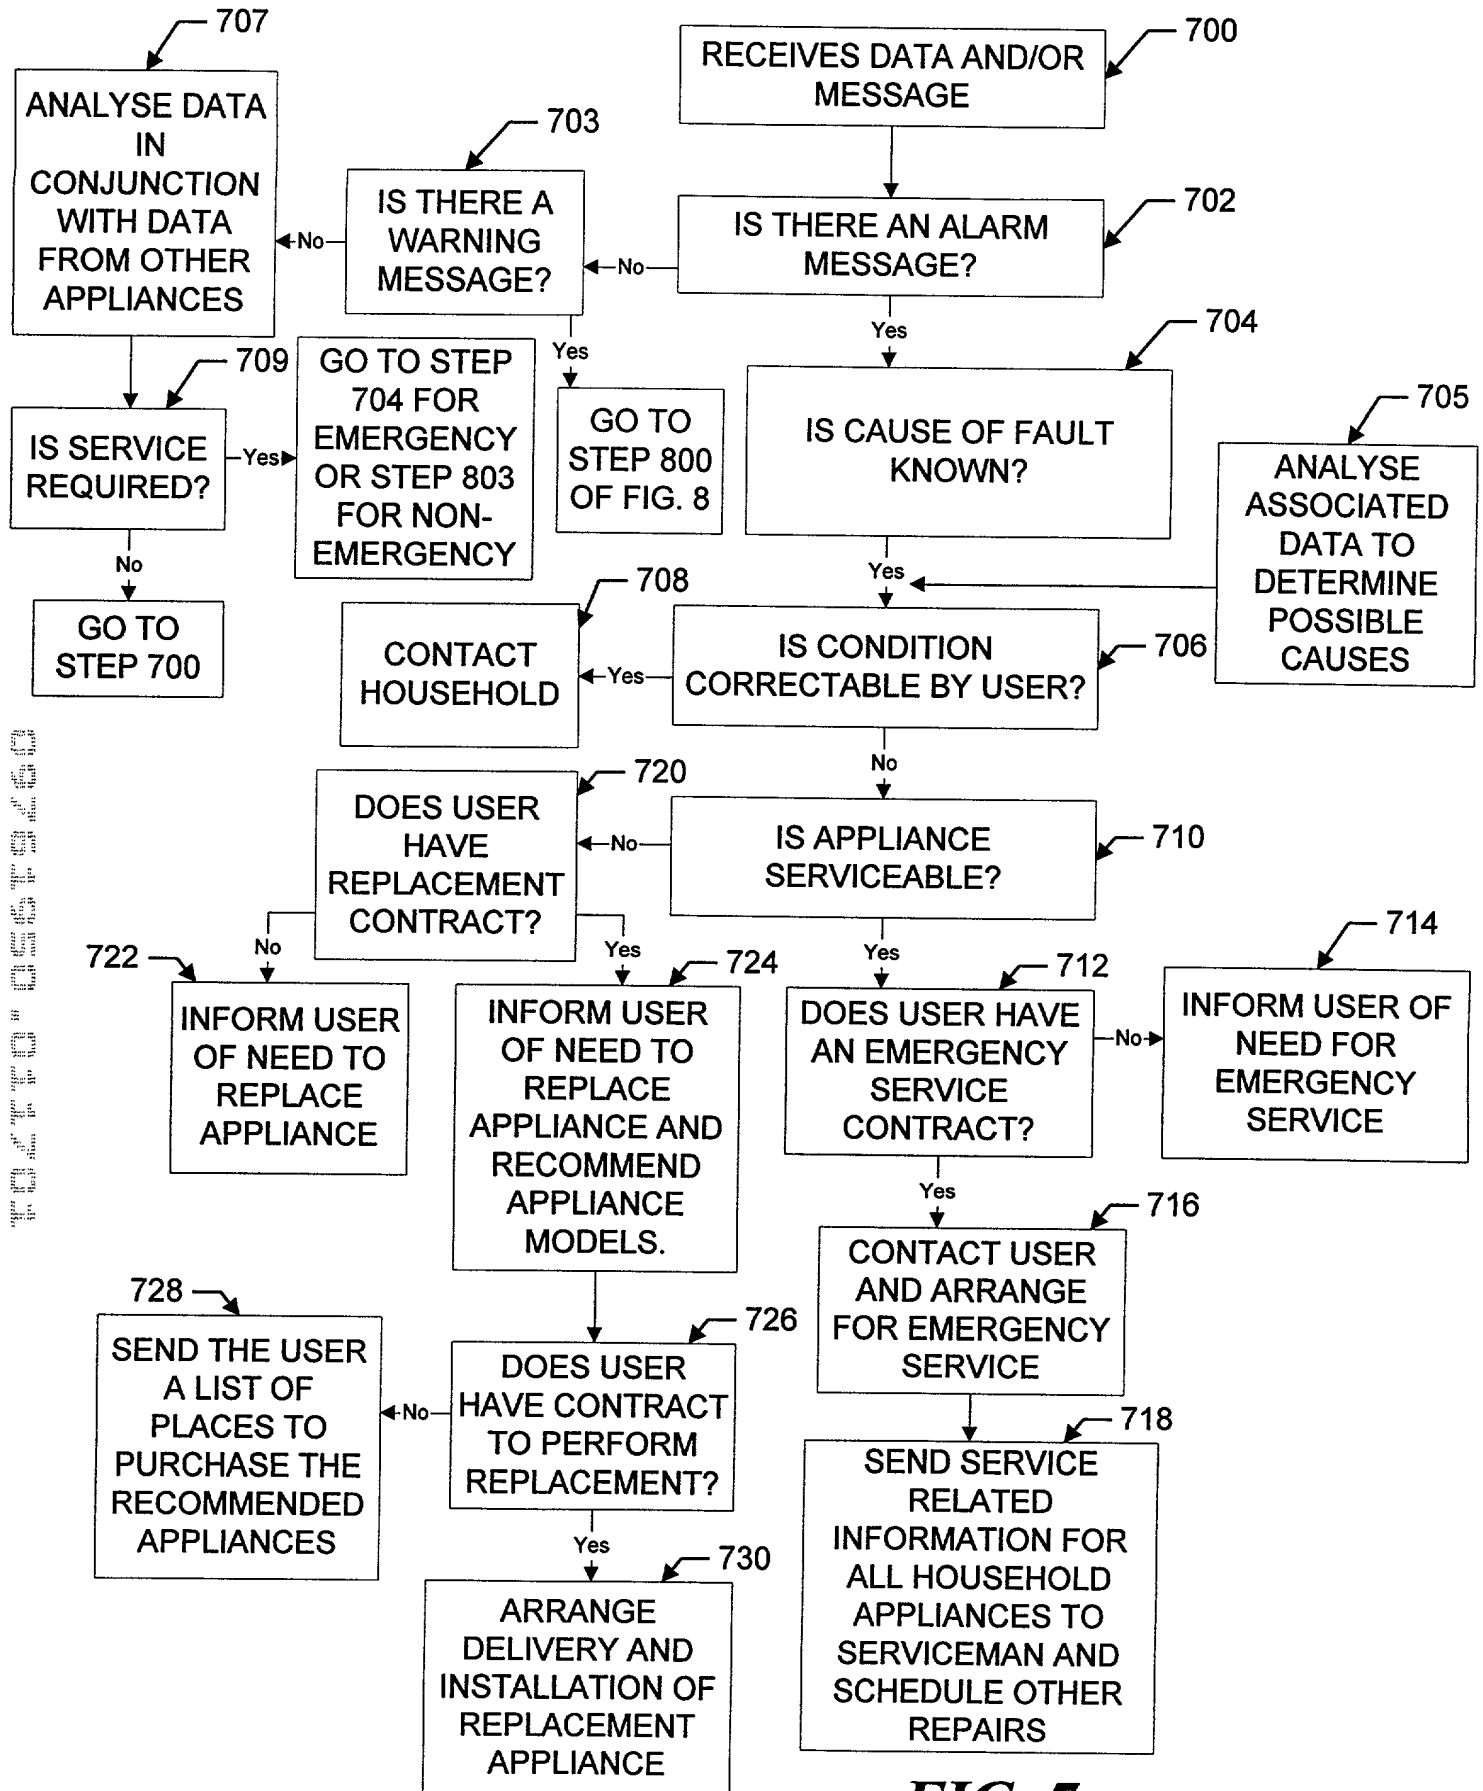 707
700
RECEIVES DATA AND/OR
MESSAGE
ANALYSE DATA
IN
CONJUNCTION
WITH DATA
FROM OTHER
APPLIANCES
703
IS THERE A
WARNING
MESSAGE?
No
702
IS THERE AN ALARM
MESSAGE?
No
Yes
704
IS CAUSE OF FAULT
KNOWN?
Yes
709
IS SERVICE
REQUIRED?
Yes
GO TO STEP
704 FOR
EMERGENCY
OR STEP 803
FOR NON-
EMERGENCY
Yes
GO TO
STEP 800
OF FIG. 8
705
ANALYSE
ASSOCIATED
DATA TO
DETERMINE
POSSIBLE
CAUSES
No
GO TO
STEP 700
708
CONTACT
HOUSEHOLD
Yes
706
IS CONDITION
CORRECTABLE BY USER?
No
720
DOES USER
HAVE
REPLACEMENT
CONTRACT?
No
710
IS APPLIANCE
SERVICEABLE?
No
Yes
Yes
722
INFORM USER
OF NEED TO
REPLACE
APPLIANCE
724
INFORM USER
OF NEED TO
REPLACE
APPLIANCE AND
RECOMMEND
APPLIANCE
MODELS.
712
DOES USER HAVE
AN EMERGENCY
SERVICE
CONTRACT?
No
714
INFORM USER OF
NEED FOR
EMERGENCY
SERVICE
Yes
716
CONTACT USER
AND ARRANGE
FOR EMERGENCY
SERVICE
728
SEND THE USER
A LIST OF
PLACES TO
PURCHASE THE
RECOMMENDED
APPLIANCES
726
DOES USER
HAVE CONTRACT
TO PERFORM
REPLACEMENT?
No
Yes
718
SEND SERVICE
RELATED
INFORMATION FOR
ALL HOUSEHOLD
APPLIANCES TO
SERVICEMAN AND
SCHEDULE OTHER
REPAIRS
730
ARRANGE
DELIVERY AND
INSTALLATION OF
REPLACEMENT
APPLIANCE